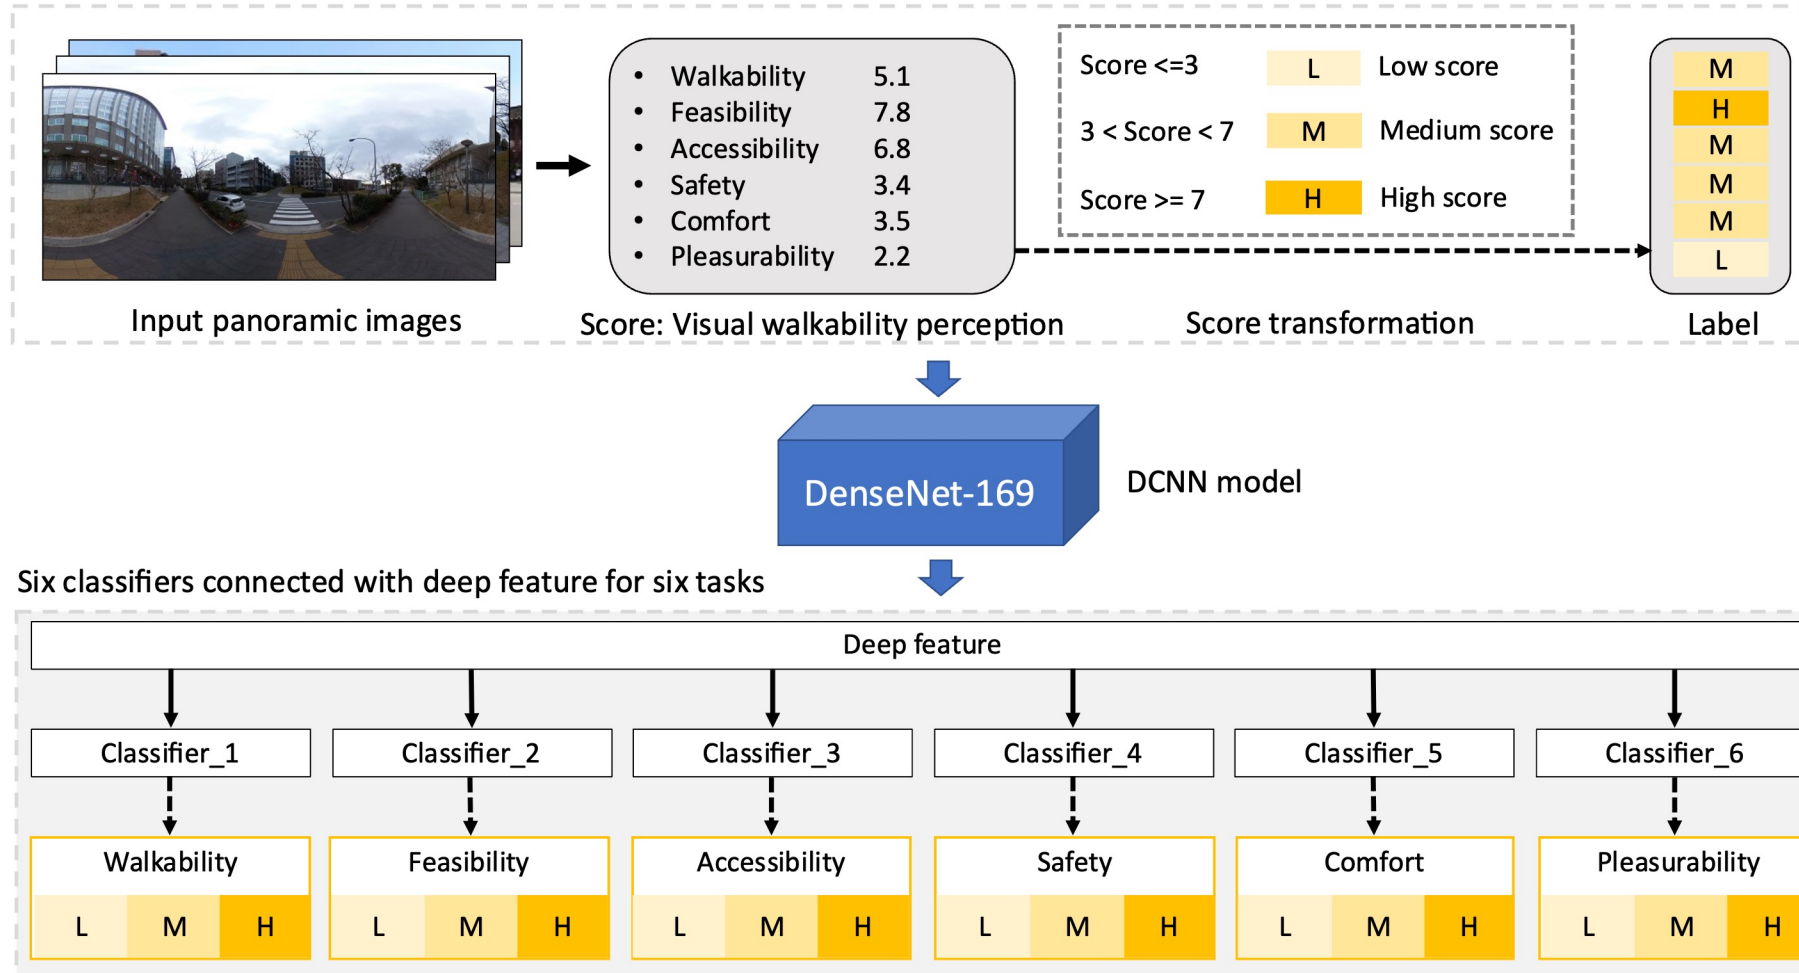 • Walkability 5.1
• Feasibility 7.8
• Accessibility 6.8
• Safety 3.4
• Comfort 3.5
• Pleasurability 2.2
Score <=3 L Low score
3 < Score < 7 M Medium score
Score >= 7 H High score
M
H
M
M
M
L
Input panoramic images
Score: Visual walkability perception
Score transformation
Label
DenseNet-169
DCNN model
Six classifiers connected with deep feature for six tasks
Deep feature
Classifier_1 Classifier_2 Classifier_3 Classifier_4 Classifier_5 Classifier_6
Walkability Feasibility Accessibility Safety Comfort Pleasurability
L M H L M H L M H L M H L M H L M H